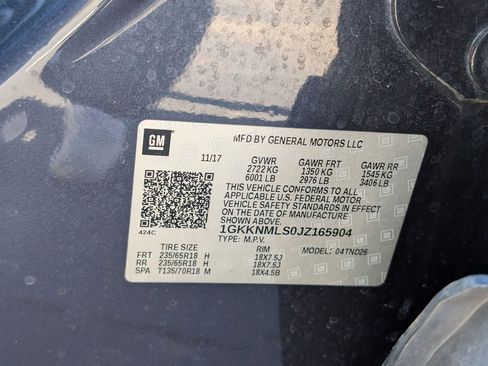 GM
MFD BY GENERAL MOTORS LLC
11/17 GVWR GAWR FRT GAWR RR
2722 KG 1350 KG 1545 KG
6001 LB 2976 LB 3406 LB
THIS VEHICLE CONFORMS TO ALL APPLICABLE
U.S. FEDERAL MOTOR
VEHICLE SAFETY STANDARDS IN EFFECT ON
THE DATE OF MANUFACTURE
SHOWN ABOVE.
424C
1GKKNMLS0JZ165904
TYPE: M.P.V. MODEL: 04TND26
TIRE SIZE RIM
FRT 235/65R18 H 18X7.5J
RR 235/65R18 H 18X7.5J
SPA T135/70R18 M 18X4.5B